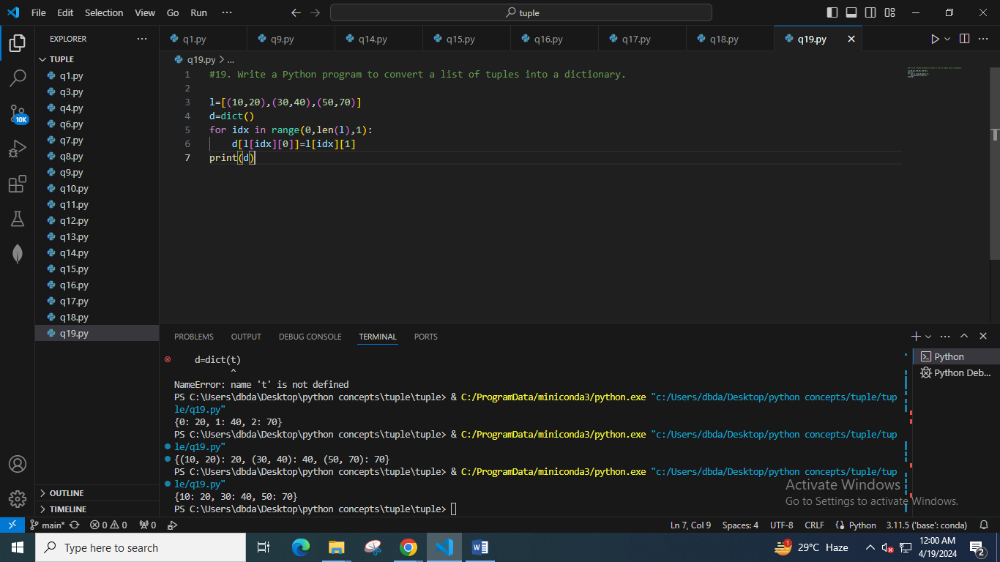 File Edit Selection View Go Run ··· tuple
EXPLORER ···
TUPLE
q1.py
q3.py
q4.py
q6.py
q7.py
q8.py
q9.py
q10.py
q11.py
q12.py
q13.py
q14.py
q15.py
q16.py
q17.py
q18.py
q19.py
OUTLINE
TIMELINE
10K
q1.py q9.py q14.py q15.py q16.py q17.py q18.py q19.py
q19.py > ...
1 #19. Write a Python program to convert a list of tuples into a dictionary.
2
3 l=[(10,20),(30,40),(50,70)]
4 d=dict()
5 for idx in range(0,len(l),1):
6 d[l[idx][0]]=l[idx][1]
7 print(d)
PROBLEMS OUTPUT DEBUG CONSOLE TERMINAL PORTS
d=dict(t)
^
NameError: name 't' is not defined
PS C:\Users\dbda\Desktop\python concepts\tuple\tuple> & C:/ProgramData/miniconda3/python.exe "c:/Users/dbda/Desktop/python concepts/tuple/tup
le/q19.py"
{0: 20, 1: 40, 2: 70}
PS C:\Users\dbda\Desktop\python concepts\tuple\tuple> & C:/ProgramData/miniconda3/python.exe "c:/Users/dbda/Desktop/python concepts/tuple/tup
le/q19.py"
{(10, 20): 20, (30, 40): 40, (50, 70): 70}
PS C:\Users\dbda\Desktop\python concepts\tuple\tuple> & C:/ProgramData/miniconda3/python.exe "c:/Users/dbda/Desktop/python concepts/tuple/tup
le/q19.py"
{10: 20, 30: 40, 50: 70}
PS C:\Users\dbda\Desktop\python concepts\tuple\tuple>
Python
Python Deb...
Activate Windows
Go to Settings to activate Windows.
main* 0 0 0 Ln 7, Col 9 Spaces: 4 UTF-8 CRLF Python 3.11.5 ('base': conda)
Type here to search 1 29°C Haze 12:00 AM
4/19/2024
2